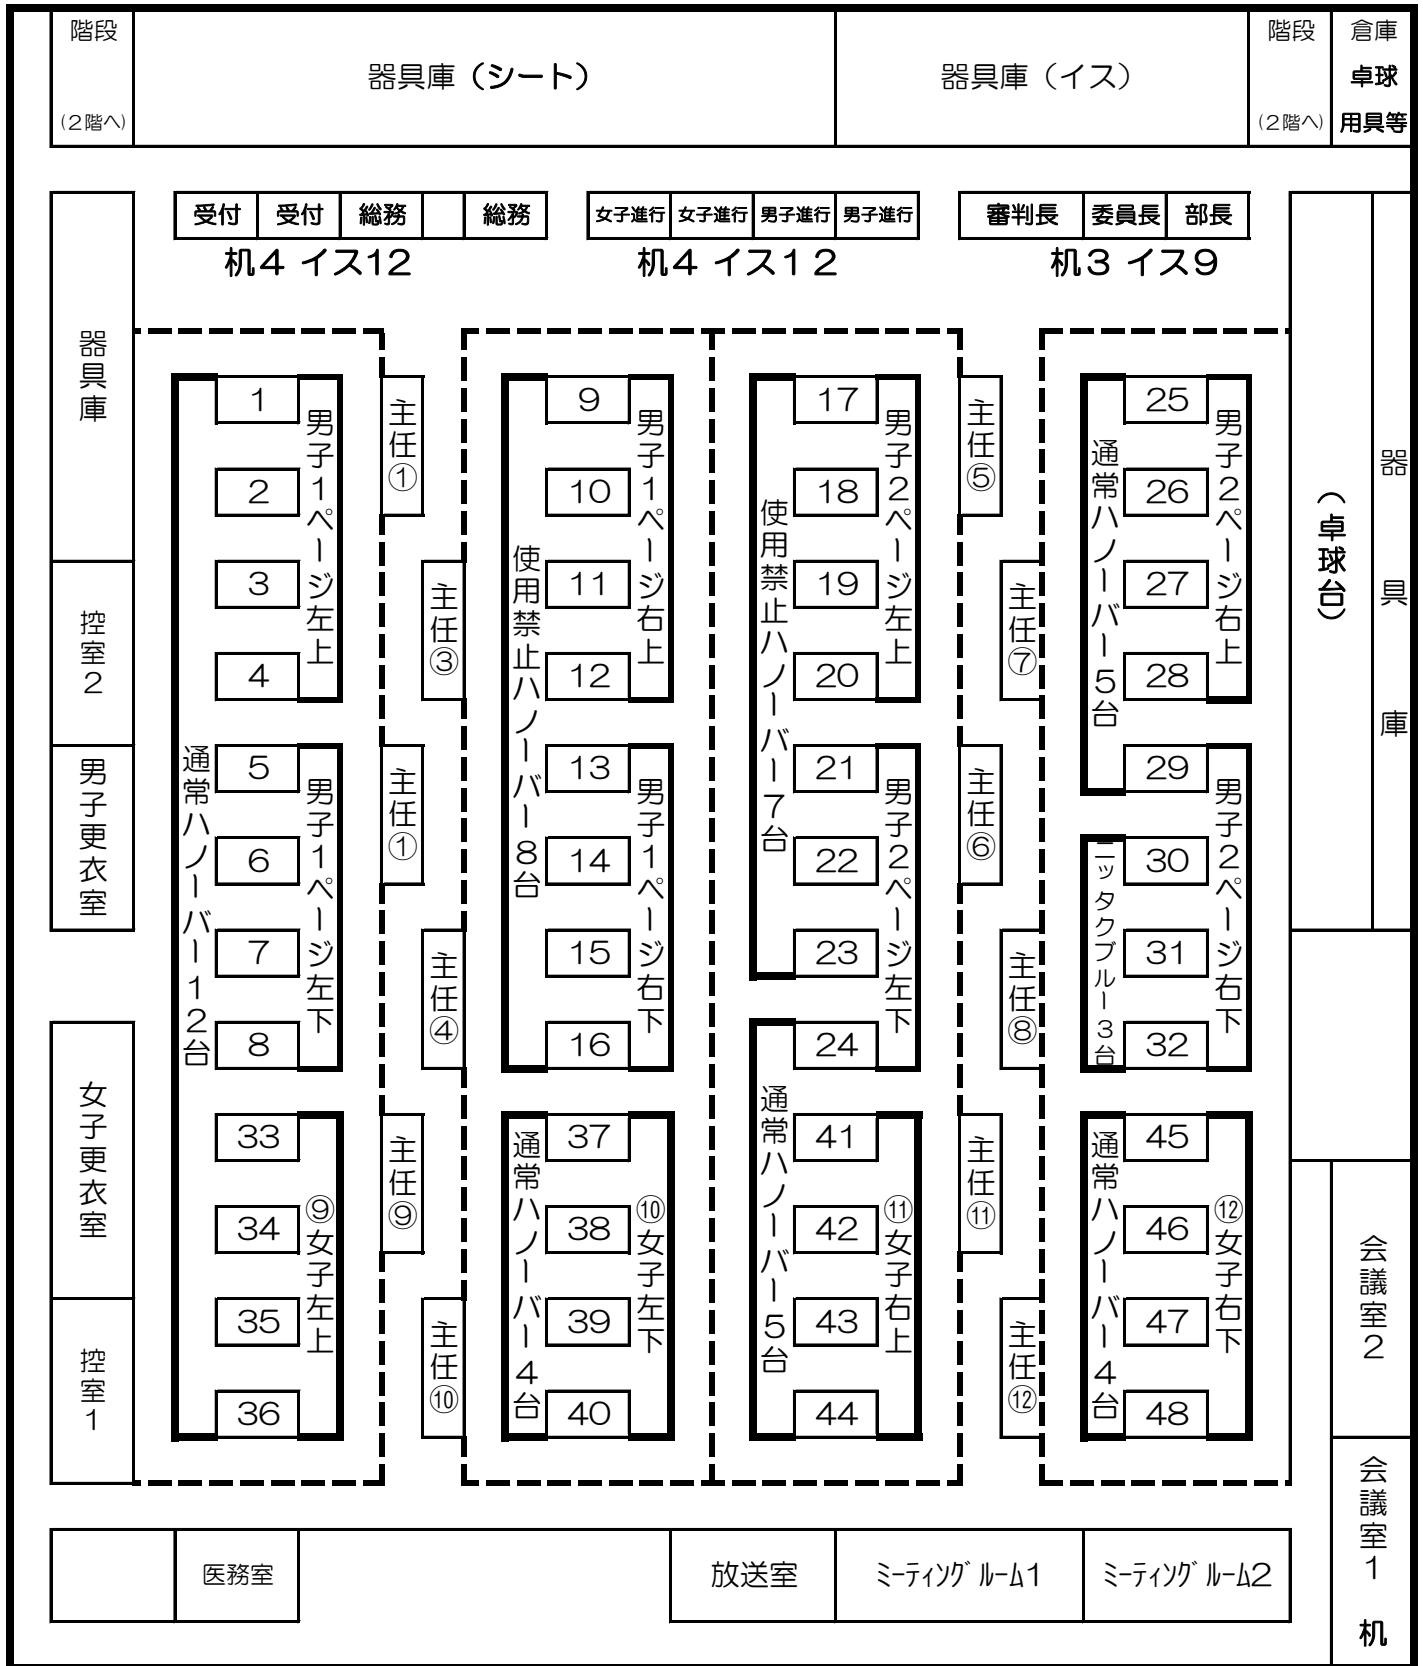 階段
(2階へ)
器具庫（シート）
器具庫（イス）
階段
(2階へ)
倉庫
卓球
用具等
受付
受付
総務
総務
机4 イス12
女子進行
女子進行
男子進行
男子進行
机4 イス12
審判長
委員長
部長
机3 イス9
器具庫
控室2
男子更衣室
女子更衣室
控室1
通常ハノーバー12台
1
2
3
4
男子1ページ左上
5
6
7
8
男子1ページ左下
33
34
35
36
⑨女子左上
主任①
主任③
主任①
主任④
主任⑨
主任⑩
使用禁止ハノーバー8台
9
10
11
12
男子1ページ右上
13
14
15
16
男子1ページ右下
通常ハノーバー4台
37
38
39
40
⑩女子左下
使用禁止ハノーバー7台
17
18
19
20
男子2ページ左上
21
22
23
24
男子2ページ左下
通常ハノーバー5台
41
42
43
44
⑪女子右上
主任⑤
主任⑦
主任⑥
主任⑧
主任⑪
主任⑫
通常ハノーバー5台
25
26
27
28
男子2ページ右上
29
30
31
32
男子2ページ右下
ニッタクブルー3台
通常ハノーバー4台
45
46
47
48
⑫女子右下
器具庫
（卓球台）
会議室2
会議室1
机
医務室
放送室
ミーティングルーム1
ミーティングルーム2